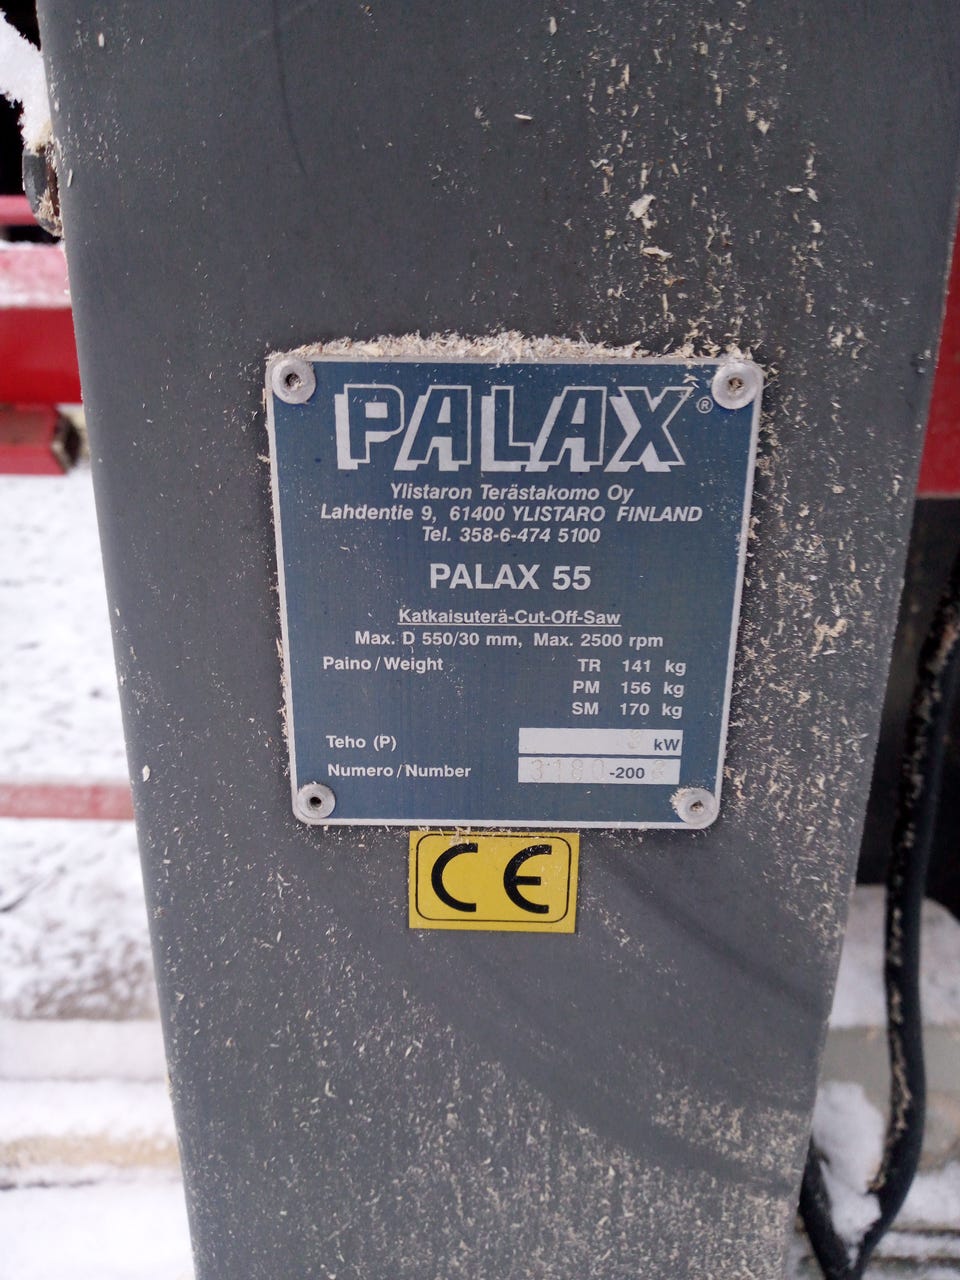 PALAX®
Ylistaron Terästakomo Oy
Lahdentie 9, 61400 YLISTARO FINLAND
Tel. 358-6-474 5100
PALAX 55
Katkaisuterä-Cut-Off-Saw
Max. D 550/30 mm, Max. 2500 rpm
Paino/Weight TR 141 kg
PM 156 kg
SM 170 kg
Teho (P) kW
Numero/Number -200
CE